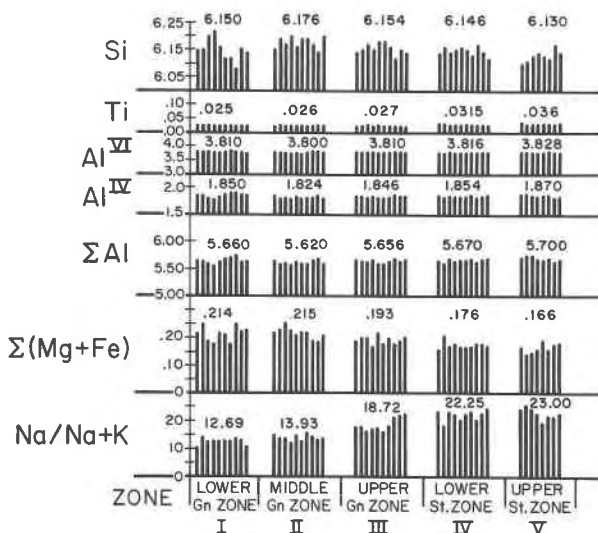 6.25 6.150 6.176 6.154 6.146 6.130
Si 6.15
6.05
.10 .025 .026 .027 .0315 .036
Ti .05
.00
Al VI 4.0 3.810 3.800 3.810 3.816 3.828
3.5
3.0
Al IV 2.0 1.850 1.824 1.846 1.854 1.870
1.5
6.00 5.660 5.620 5.656 5.670 5.700
ΣAl 5.50
5.00
.214 .215 .193 .176 .166
Σ(Mg+Fe) .20
.10
0
18.72 22.25 23.00
20 12.69 13.93
Na/Na+K 10
0
ZONE LOWER MIDDLE UPPER LOWER UPPER
Gn ZONE Gn ZONE Gn ZONE St. ZONE St. ZONE
I II III IV V